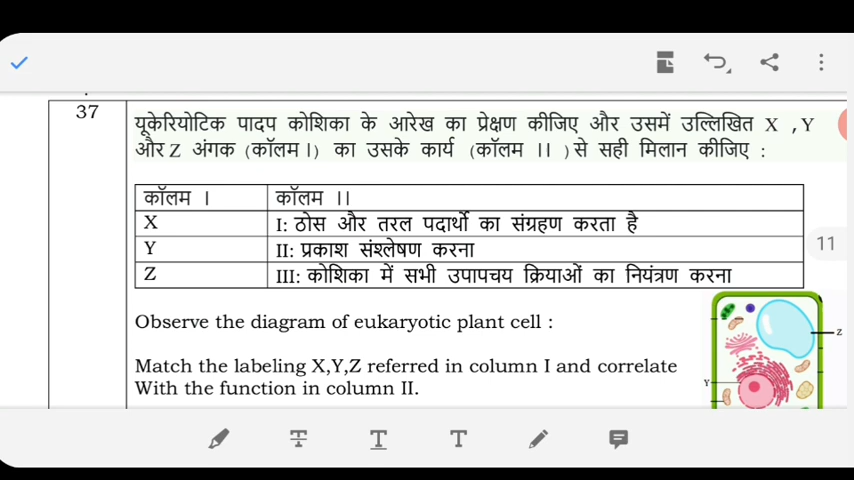 37
यूकेरियोटिक पादप कोशिका के आरेख का प्रेक्षण कीजिए और उसमें उल्लिखित X ,Y
और Z अंगक (कॉलम I) का उसके कार्य (कॉलम II )से सही मिलान कीजिए :
कॉलम I कॉलम II
X I: ठोस और तरल पदार्थो का संग्रहण करता है
Y II: प्रकाश संश्लेषण करना
Z III: कोशिका में सभी उपापचय क्रियाओं का नियंत्रण करना
11
Observe the diagram of eukaryotic plant cell :
Z
Match the labeling X,Y,Z referred in column I and correlate
Y
With the function in column II.
T T T